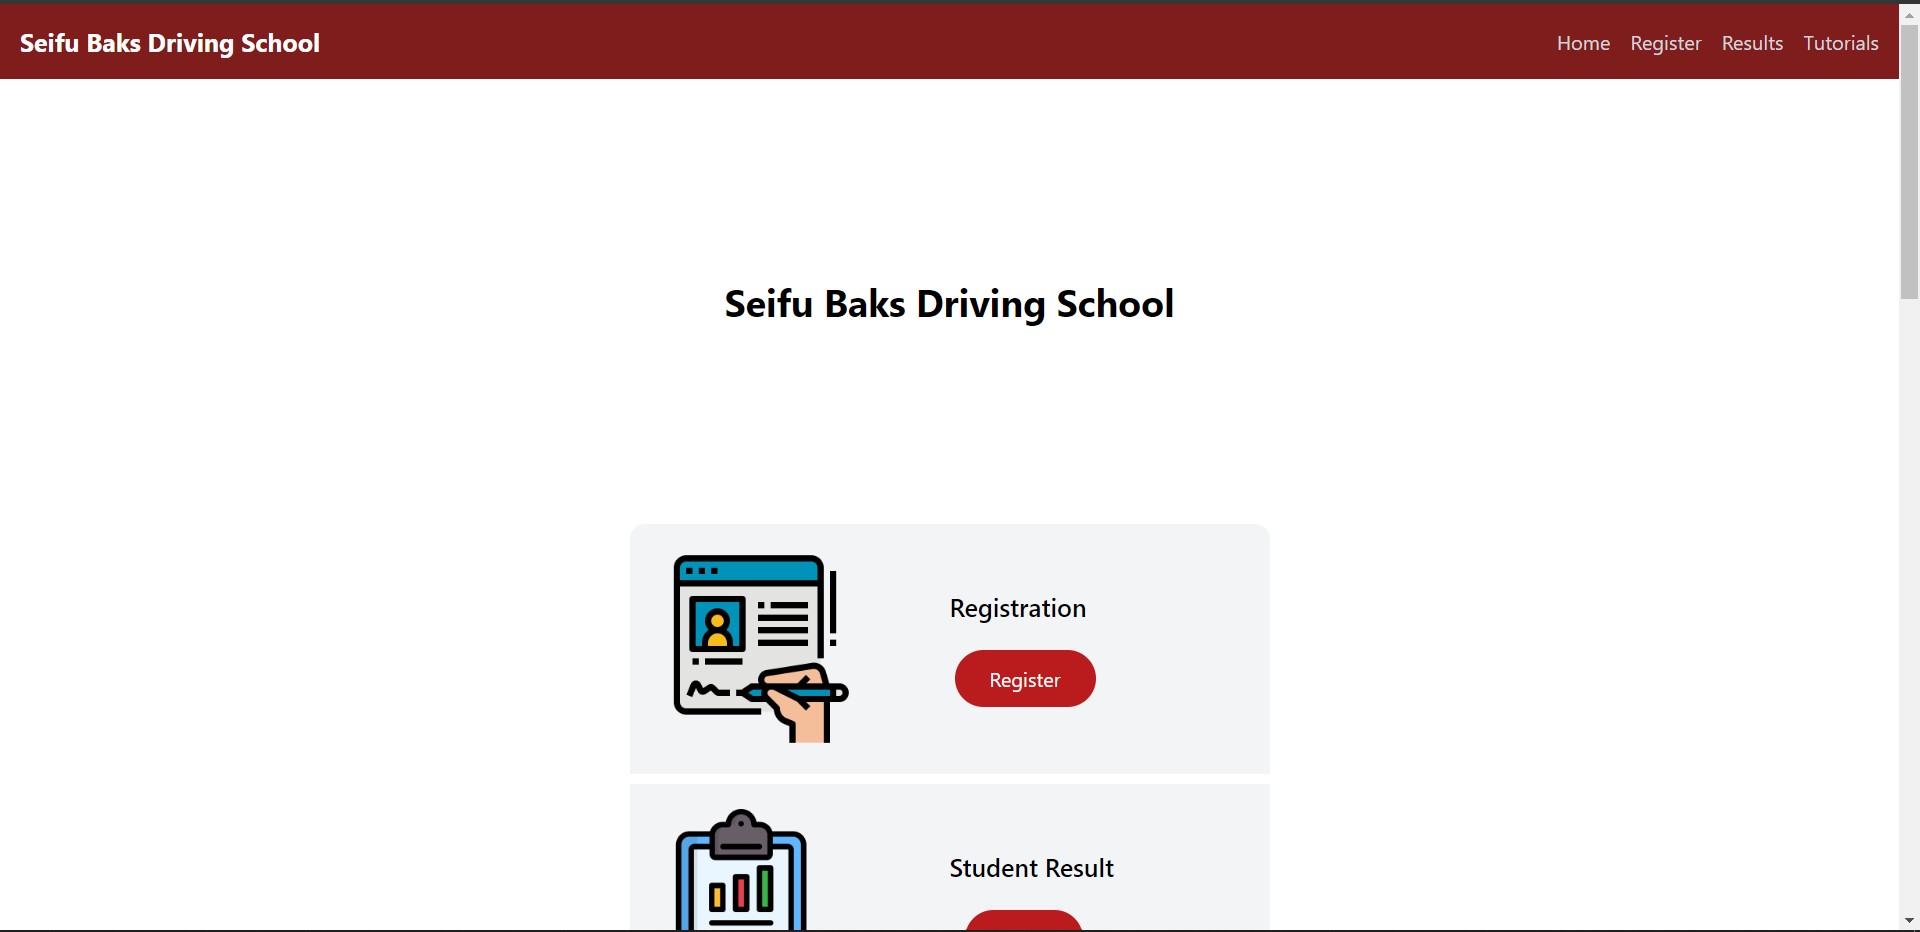 Seifu Baks Driving School
Home Register Results Tutorials
Seifu Baks Driving School
Registration
Register
Student Result